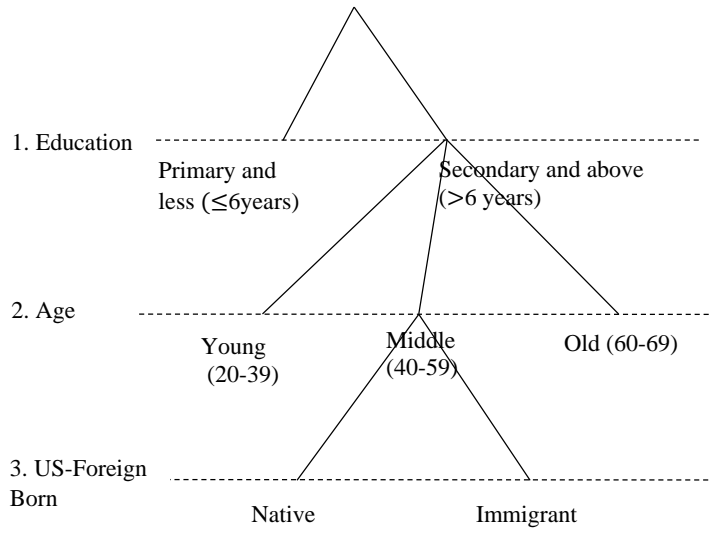 1. Education
Primary and
less (≤6years)
Secondary and above
(>6 years)
2. Age
Young
(20-39)
Middle
(40-59)
Old (60-69)
3. US-Foreign
Born
Native
Immigrant